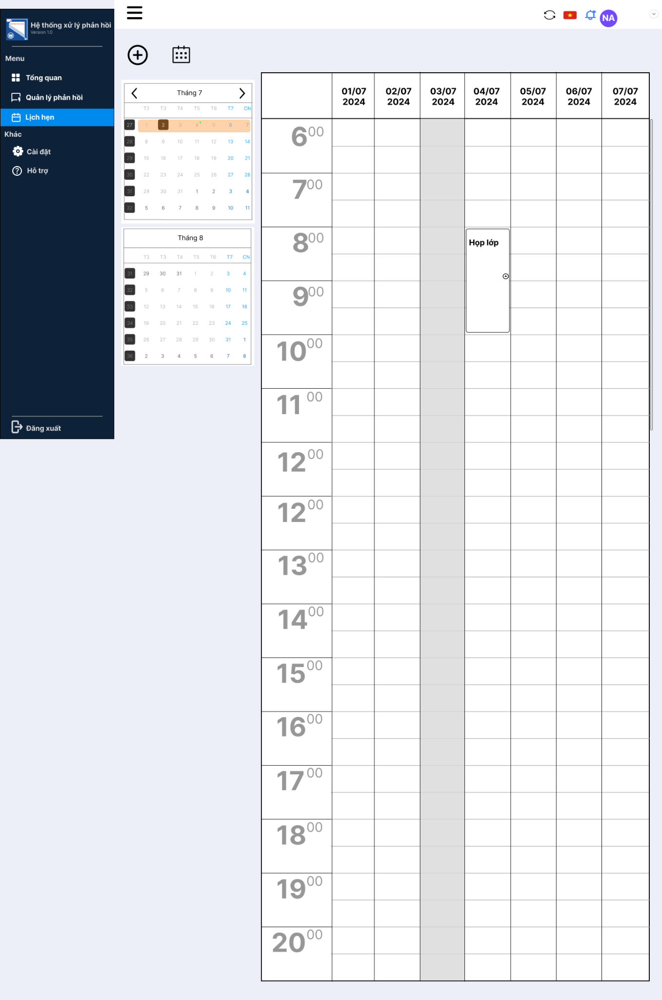 Hệ thống xử lý phản hồi
Version 1.0
Menu
Tổng quan
Quản lý phản hồi
Lịch hẹn
Khác
Cài đặt
Hỗ trợ
Đăng xuất
NA
Tháng 7
T2 T3 T4 T5 T6 T7 CN
27 1 2 3 4 5 6 7
28 8 9 10 11 12 13 14
29 15 16 17 18 19 20 21
30 22 23 24 25 26 27 28
31 29 30 31 1 2 3 4
32 5 6 7 8 9 10 11
Tháng 8
T2 T3 T4 T5 T6 T7 CN
31 29 30 31 1 2 3 4
32 5 6 7 8 9 10 11
33 12 13 14 15 16 17 18
34 19 20 21 22 23 24 25
35 26 27 28 29 30 31 1
36 2 3 4 5 6 7 8
01/07 02/07 03/07 04/07 05/07 06/07 07/07
2024 2024 2024 2024 2024 2024 2024
6 00
7 00
8 00
Họp lớp
9 00
10 00
11 00
12 00
12 00
13 00
14 00
15 00
16 00
17 00
18 00
19 00
20 00